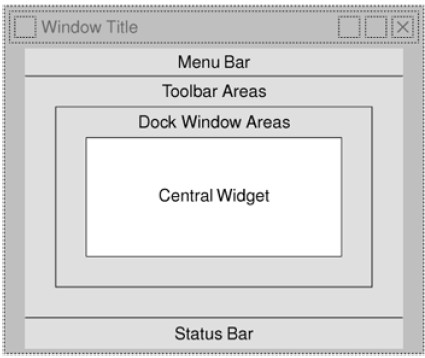 Window Title
Menu Bar
Toolbar Areas
Dock Window Areas
Central Widget
Status Bar